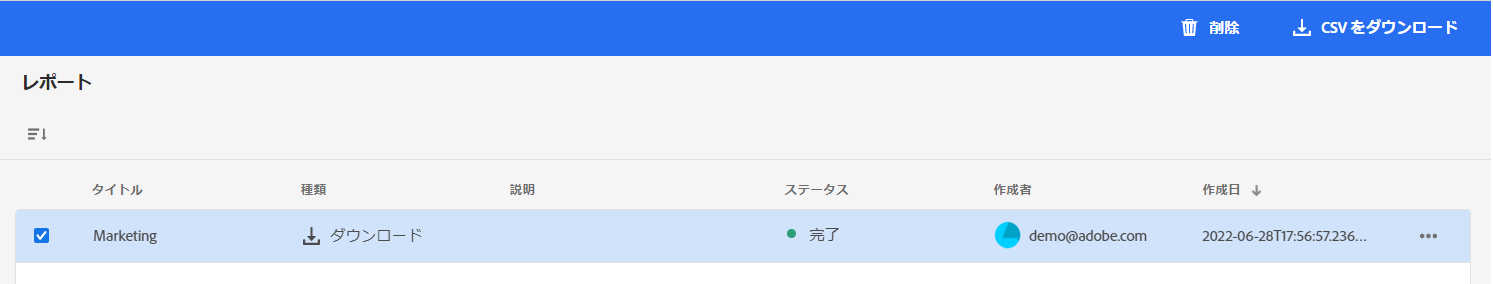 削除 CSV をダウンロード
レポート
タイトル 種類 説明 ステータス 作成者 作成日
Marketing ダウンロード 完了 demo@adobe.com 2022-06-28T17:56:57.236...